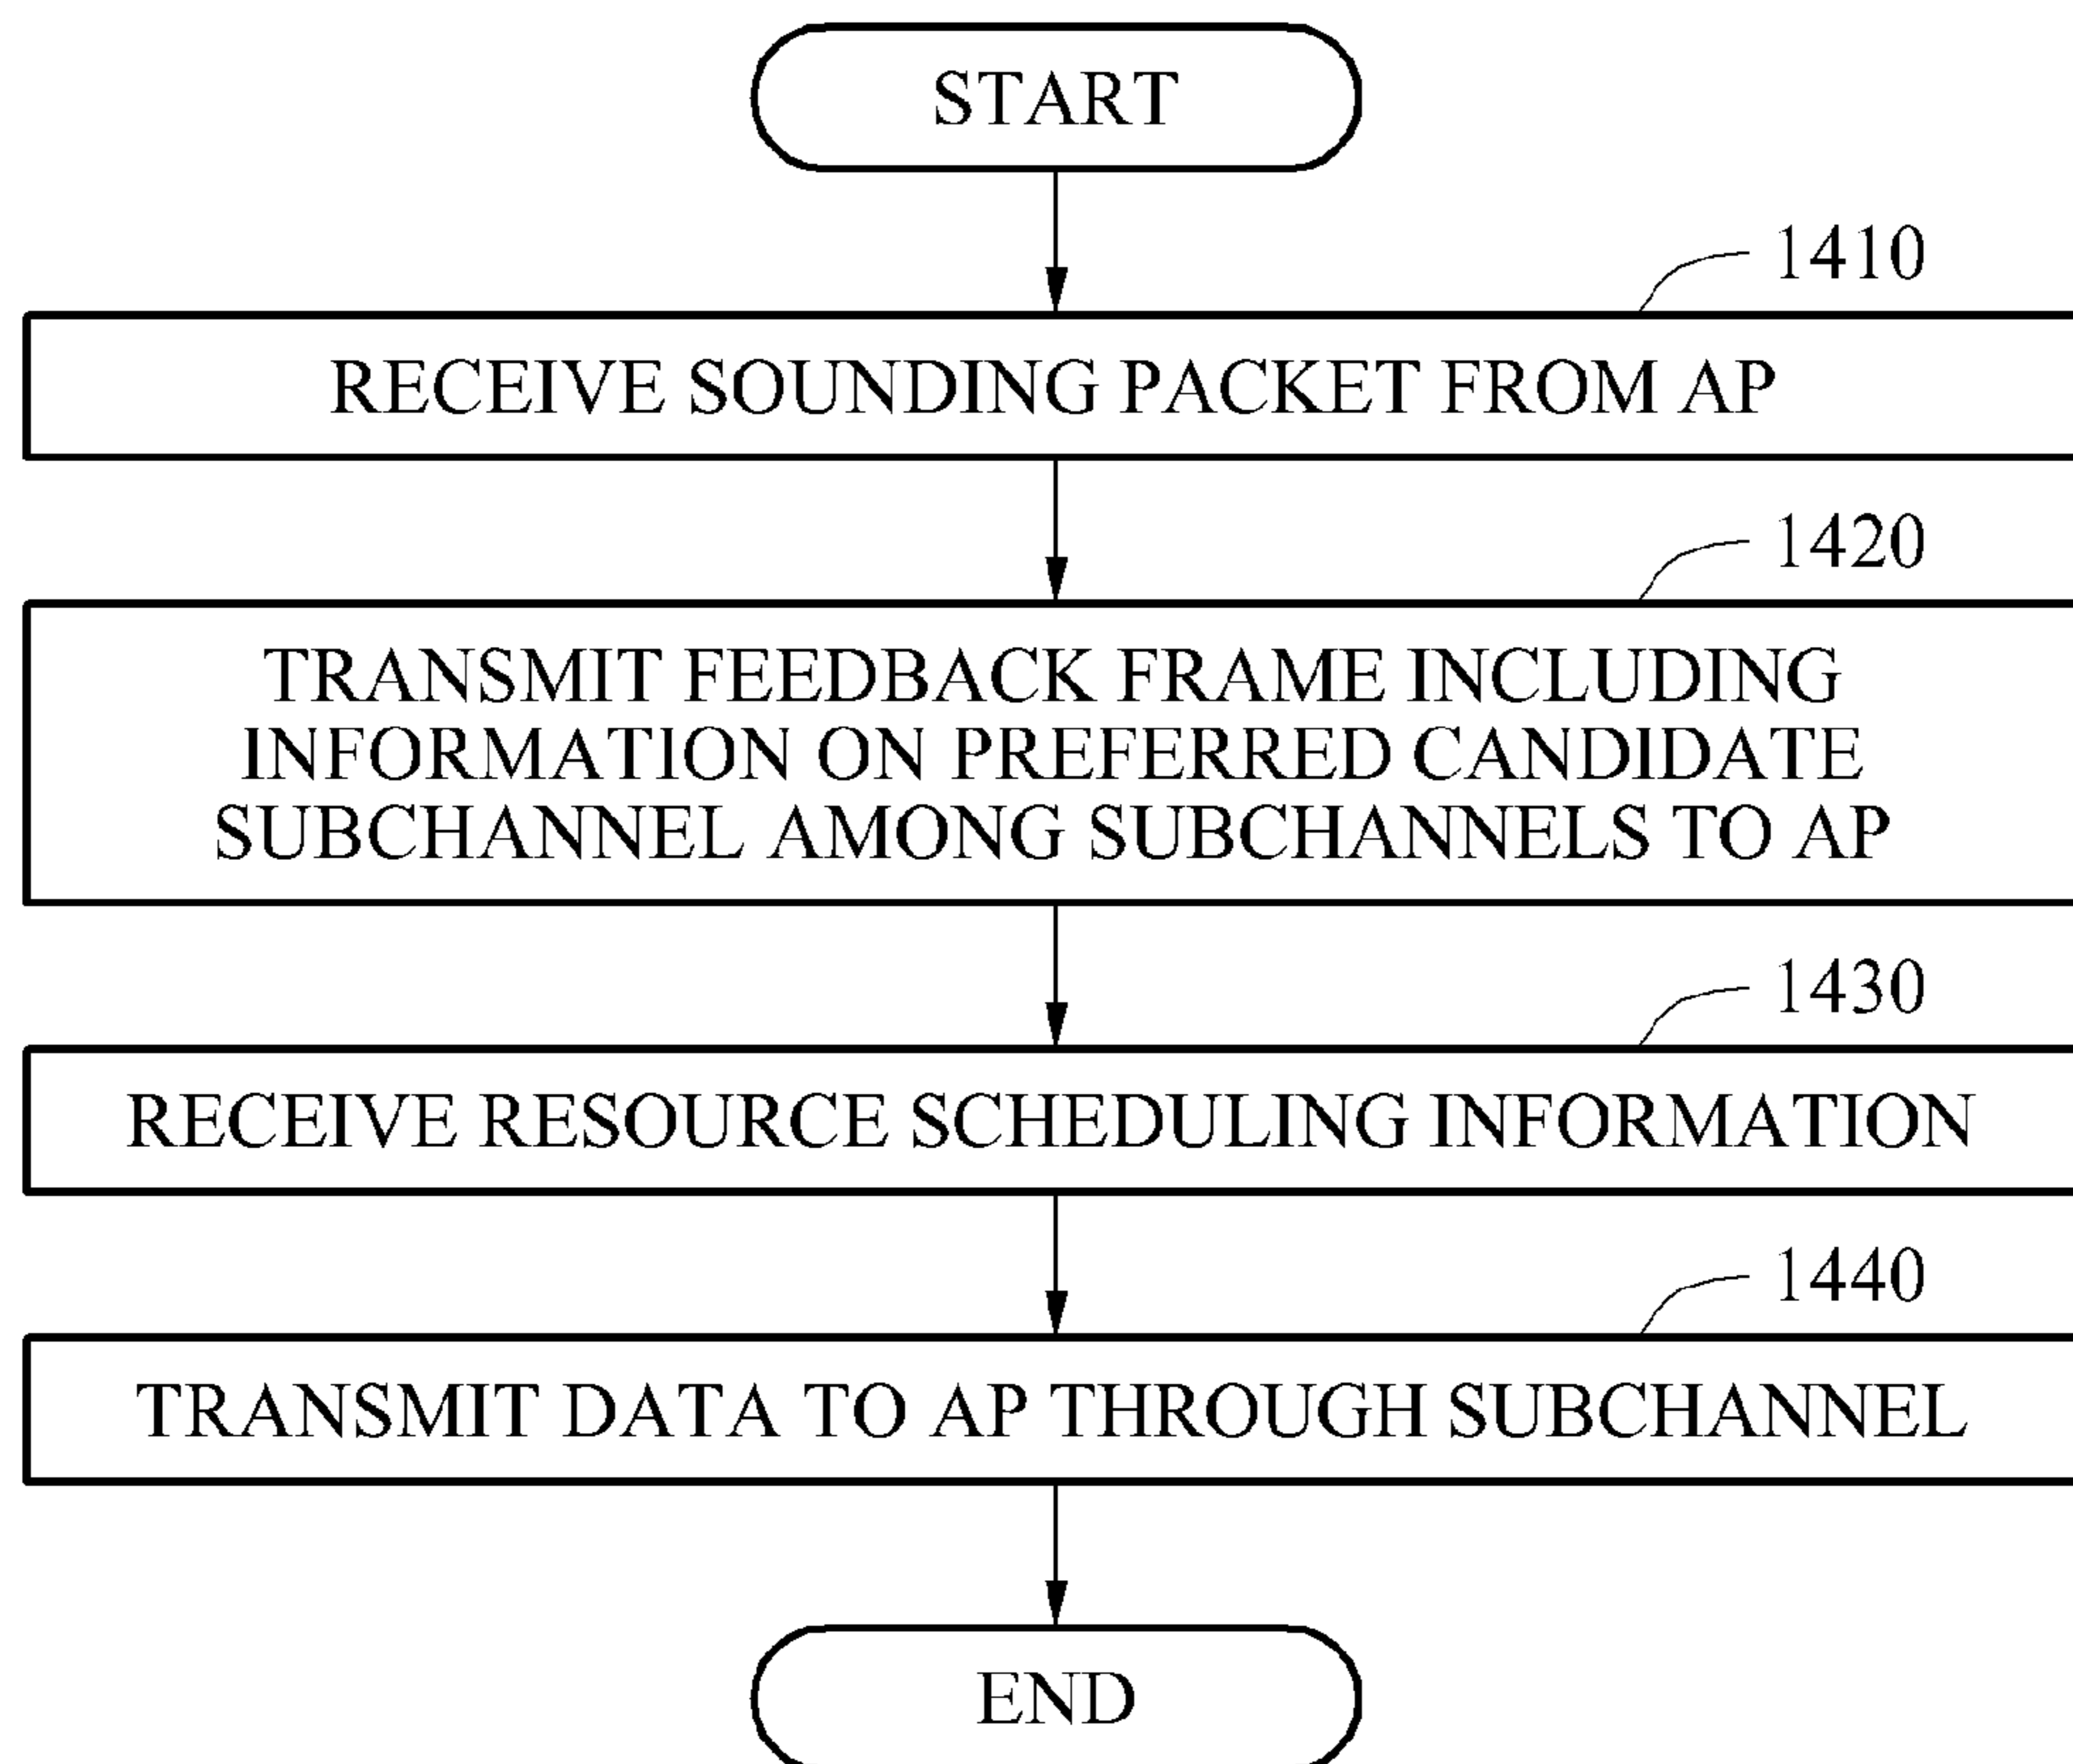 START
1410
RECEIVE SOUNDING PACKET FROM AP
1420
TRANSMIT FEEDBACK FRAME INCLUDING
INFORMATION ON PREFERRED CANDIDATE
SUBCHANNEL AMONG SUBCHANNELS TO AP
1430
RECEIVE RESOURCE SCHEDULING INFORMATION
1440
TRANSMIT DATA TO AP THROUGH SUBCHANNEL
END